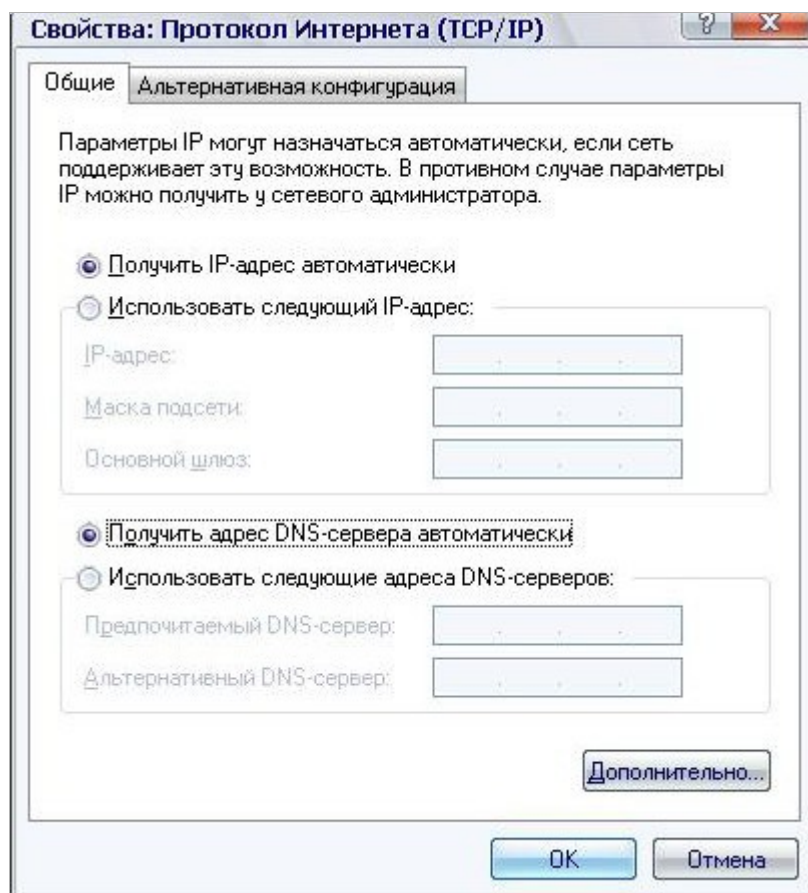 Свойства: Протокол Интернета (TCP/IP)
?
X
Общие
Альтернативная конфигурация
Параметры IP могут назначаться автоматически, если сеть
поддерживает эту возможность. В противном случае параметры
IP можно получить у сетевого администратора.
Получить IP-адрес автоматически
Использовать следующий IP-адрес:
IP-адрес:
Маска подсети:
Основной шлюз:
Получить адрес DNS-сервера автоматически
Использовать следующие адреса DNS-серверов:
Предпочитаемый DNS-сервер:
Альтернативный DNS-сервер:
Дополнительно...
OK
Отмена